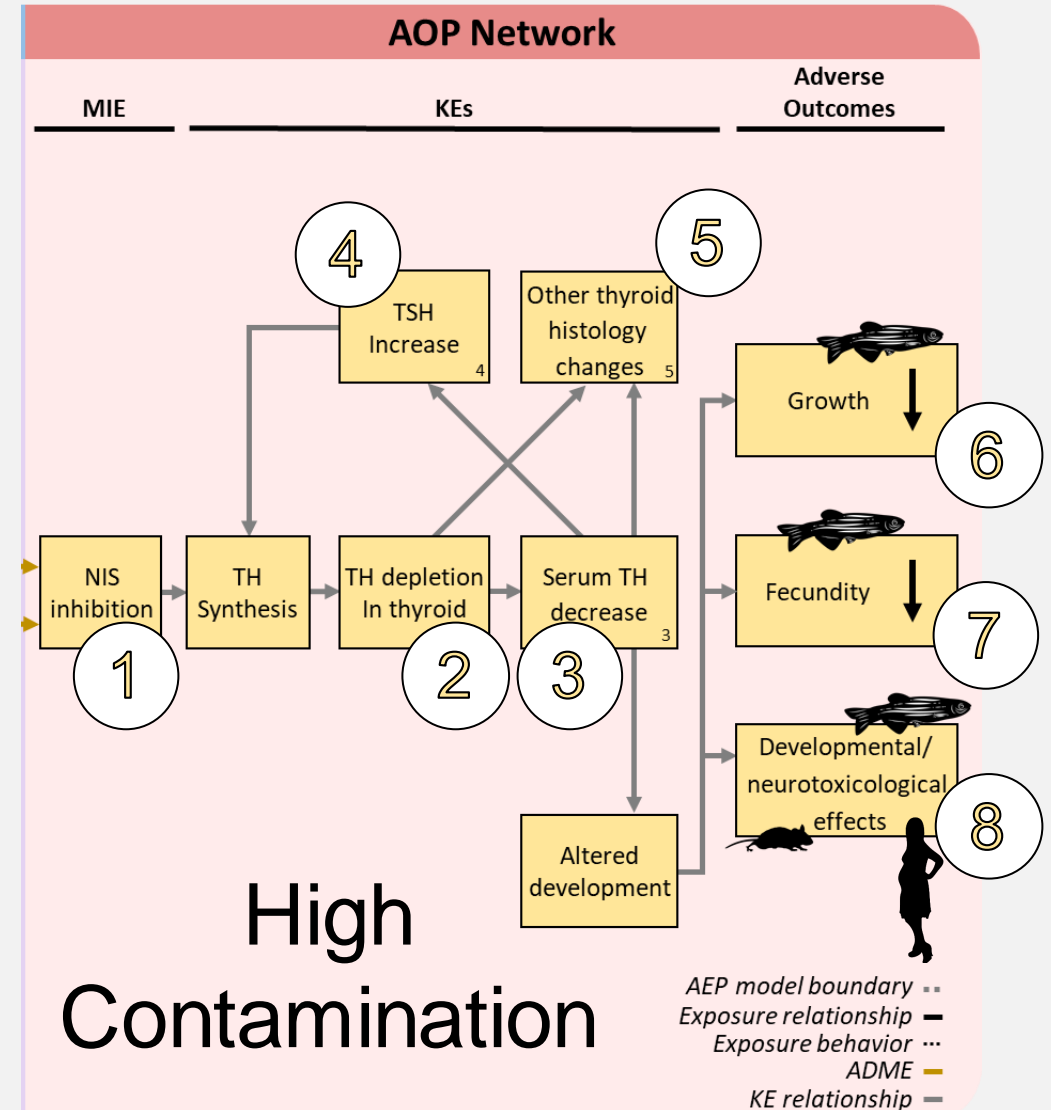 AOP Network
MIE
KEs
Adverse
Outcomes
4
TSH
Increase
4
5
Other thyroid
histology
changes
5
Growth
6
NIS
inhibition
1
TH
Synthesis
TH depletion
In thyroid
2
Serum TH
decrease
3
3
Fecundity
7
Developmental/
neurotoxicological
effects
8
Altered
development
High
Contamination
AEP model boundary
Exposure relationship
Exposure behavior
ADME
KE relationship